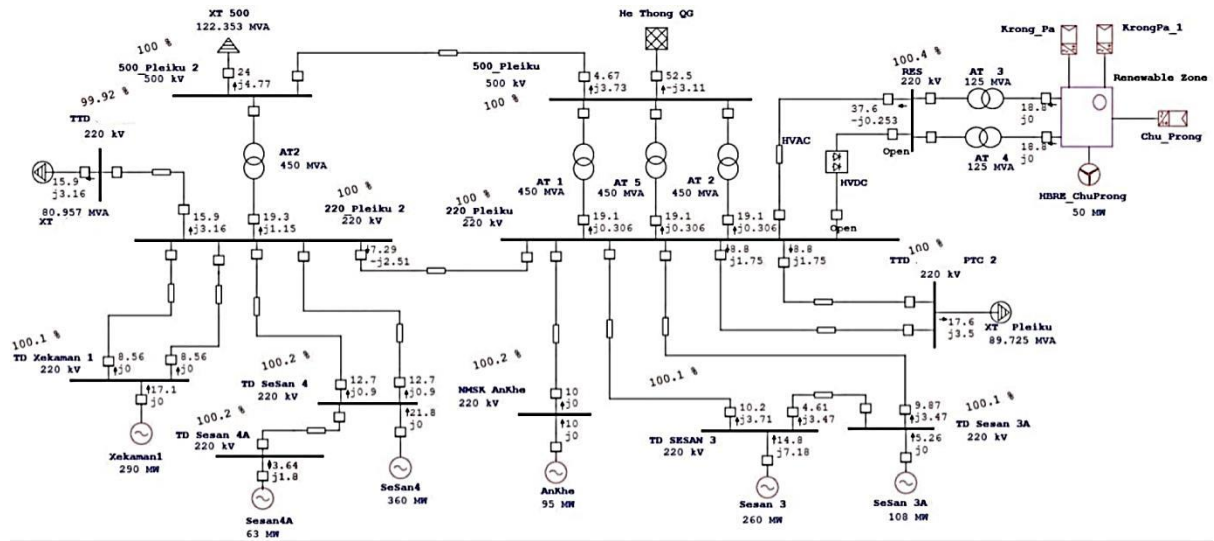 XT 500
122.353 MVA
100 %
24
j4.77
500_Pleiku 2
500 kV
99.92 %
TTD
220 kV
15.9
j3.16
80.957 MVA
XT
AT2
450 MVA
15.9
j3.16
19.3
j1.15
100 %
220_Pleiku 2
220 kV
7.29
-j2.51
He Thong QG
500_Pleiku
500 kV
100 %
4.67
j3.73
52.5
-j3.11
AT 1
450 MVA
AT 5
450 MVA
AT 2
450 MVA
100 %
220_Pleiku
220 kV
19.1
j0.306
19.1
j0.306
19.1
j0.306
HVAC
HVDC
Open
Open
100.4 %
RES
220 kV
37.6
-j0.253
AT 3
125 MVA
18.8
j0
AT 4
125 MVA
18.8
j0
Krong_Pa
KrongPa_1
Renewable Zone
Chu_Prong
HBRE_ChuProng
50 MW
8.8
j1.75
8.8
j1.75
100 %
TTD PTC 2
220 kV
17.6
j3.5
XT Pleiku
89.725 MVA
100.1 %
TD Xekaman 1
220 kV
8.56
j0
8.56
j0
17.1
j0
Xekaman1
290 MW
100.2 %
TD SeSan 4
220 kV
12.7
j0.9
12.7
j0.9
21.8
j0
SeSan4
360 MW
100.2 %
TD Sesan 4A
220 kV
3.64
j1.8
Sesan4A
63 MW
100.2 %
NMSK AnKhe
220 kV
10
j0
10
j0
AnKhe
95 MW
100.1 %
TD SESAN 3
220 kV
10.2
j3.71
4.61
j3.47
14.8
j7.18
Sesan 3
260 MW
9.87
j3.47
100.1 %
TD Sesan 3A
220 kV
5.26
j0
SeSan 3A
108 MW